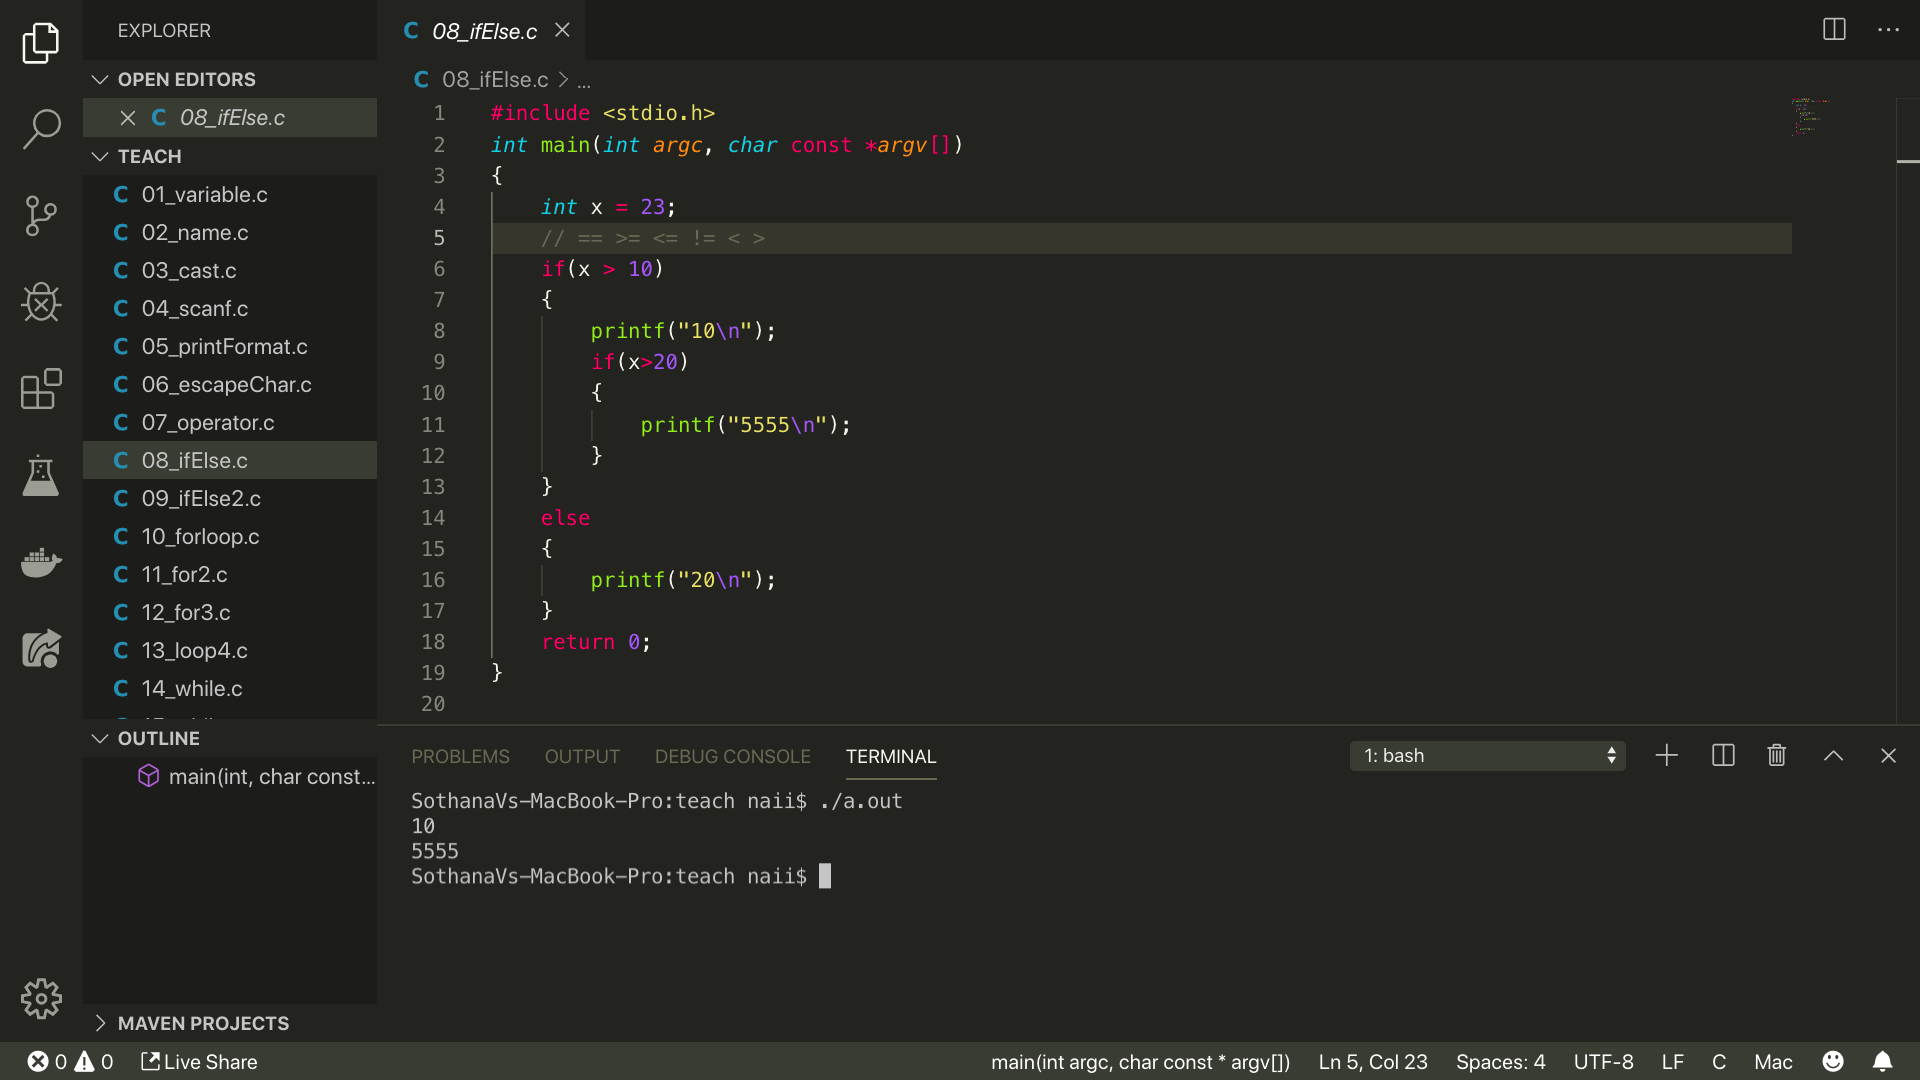 EXPLORER
OPEN EDITORS
C 08_ifElse.c
TEACH
C 01_variable.c
C 02_name.c
C 03_cast.c
C 04_scanf.c
C 05_printFormat.c
C 06_escapeChar.c
C 07_operator.c
C 08_ifElse.c
C 09_ifElse2.c
C 10_forloop.c
C 11_for2.c
C 12_for3.c
C 13_loop4.c
C 14_while.c
OUTLINE
main(int, char const...
MAVEN PROJECTS
C 08_ifElse.c
C 08_ifElse.c > ...
1 #include <stdio.h>
2 int main(int argc, char const *argv[])
3 {
4 int x = 23;
5 // == >= <= != < >
6 if(x > 10)
7 {
8 printf("10\n");
9 if(x>20)
10 {
11 printf("5555\n");
12 }
13 }
14 else
15 {
16 printf("20\n");
17 }
18 return 0;
19 }
20
PROBLEMS OUTPUT DEBUG CONSOLE TERMINAL 1: bash
SothanaVs-MacBook-Pro:teach naii$ ./a.out
10
5555
SothanaVs-MacBook-Pro:teach naii$
0 0 Live Share main(int argc, char const * argv[]) Ln 5, Col 23 Spaces: 4 UTF-8 LF C Mac